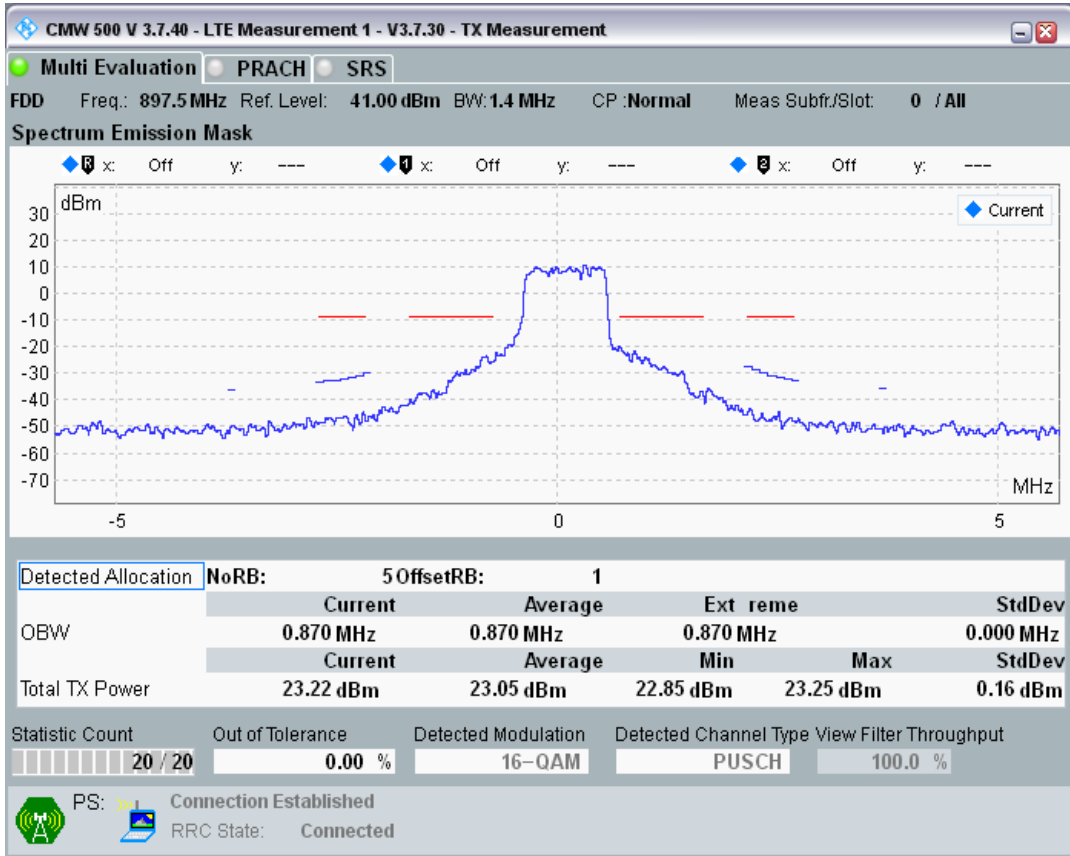 CMW 500 V 3.7.40 - LTE Measurement 1 - V3.7.30 - TX Measurement
Multi Evaluation PRACH SRS
FDD Freq.: 897.5 MHz Ref. Level: 41.00 dBm BW: 1.4 MHz CP :Normal Meas Subfr./Slot: 0 / All
Spectrum Emission Mask
R x: Off y: --- 1 x: Off y: --- 2 x: Off y: ---
dBm
Current
30
20
10
0
-10
-20
-30
-40
-50
-60
-70
MHz
-5 0 5
Detected Allocation NoRB: 5 OffsetRB: 1
Current Average Ext reme StdDev
OBW 0.870 MHz 0.870 MHz 0.870 MHz 0.000 MHz
Current Average Min Max StdDev
Total TX Power 23.22 dBm 23.05 dBm 22.85 dBm 23.25 dBm 0.16 dBm
Statistic Count Out of Tolerance Detected Modulation Detected Channel Type View Filter Throughput
20 / 20 0.00 % 16-QAM PUSCH 100.0 %
PS: Connection Established
RRC State: Connected